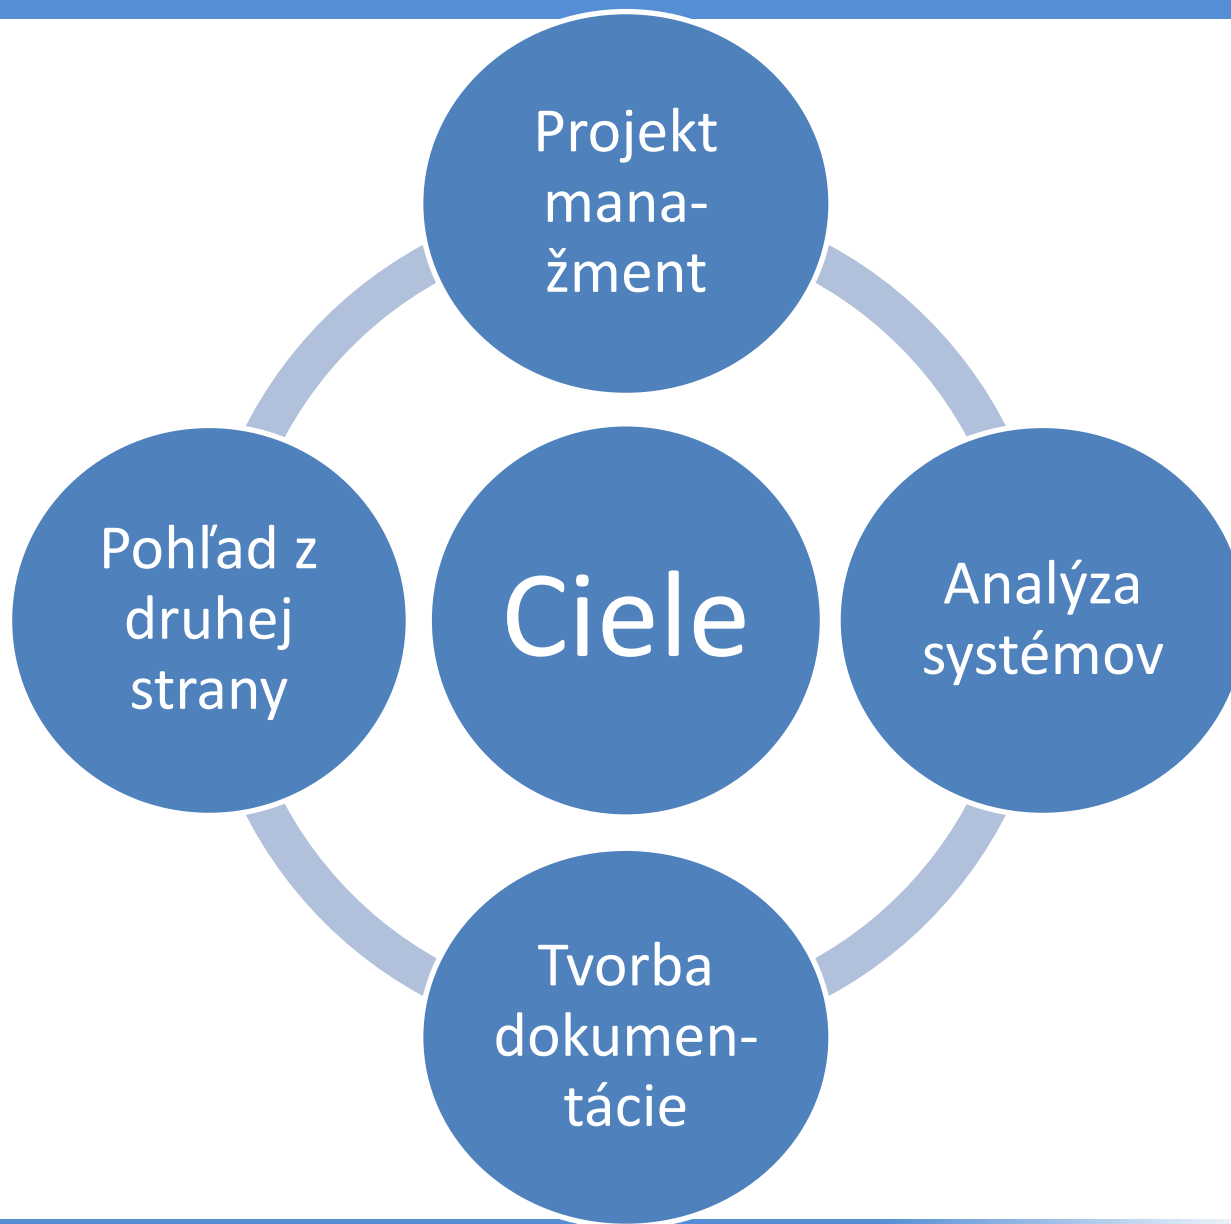 Projekt
mana-
žment
Pohľad z
druhej
strany
Ciele
Analýza
systémov
Tvorba
dokumen-
tácie